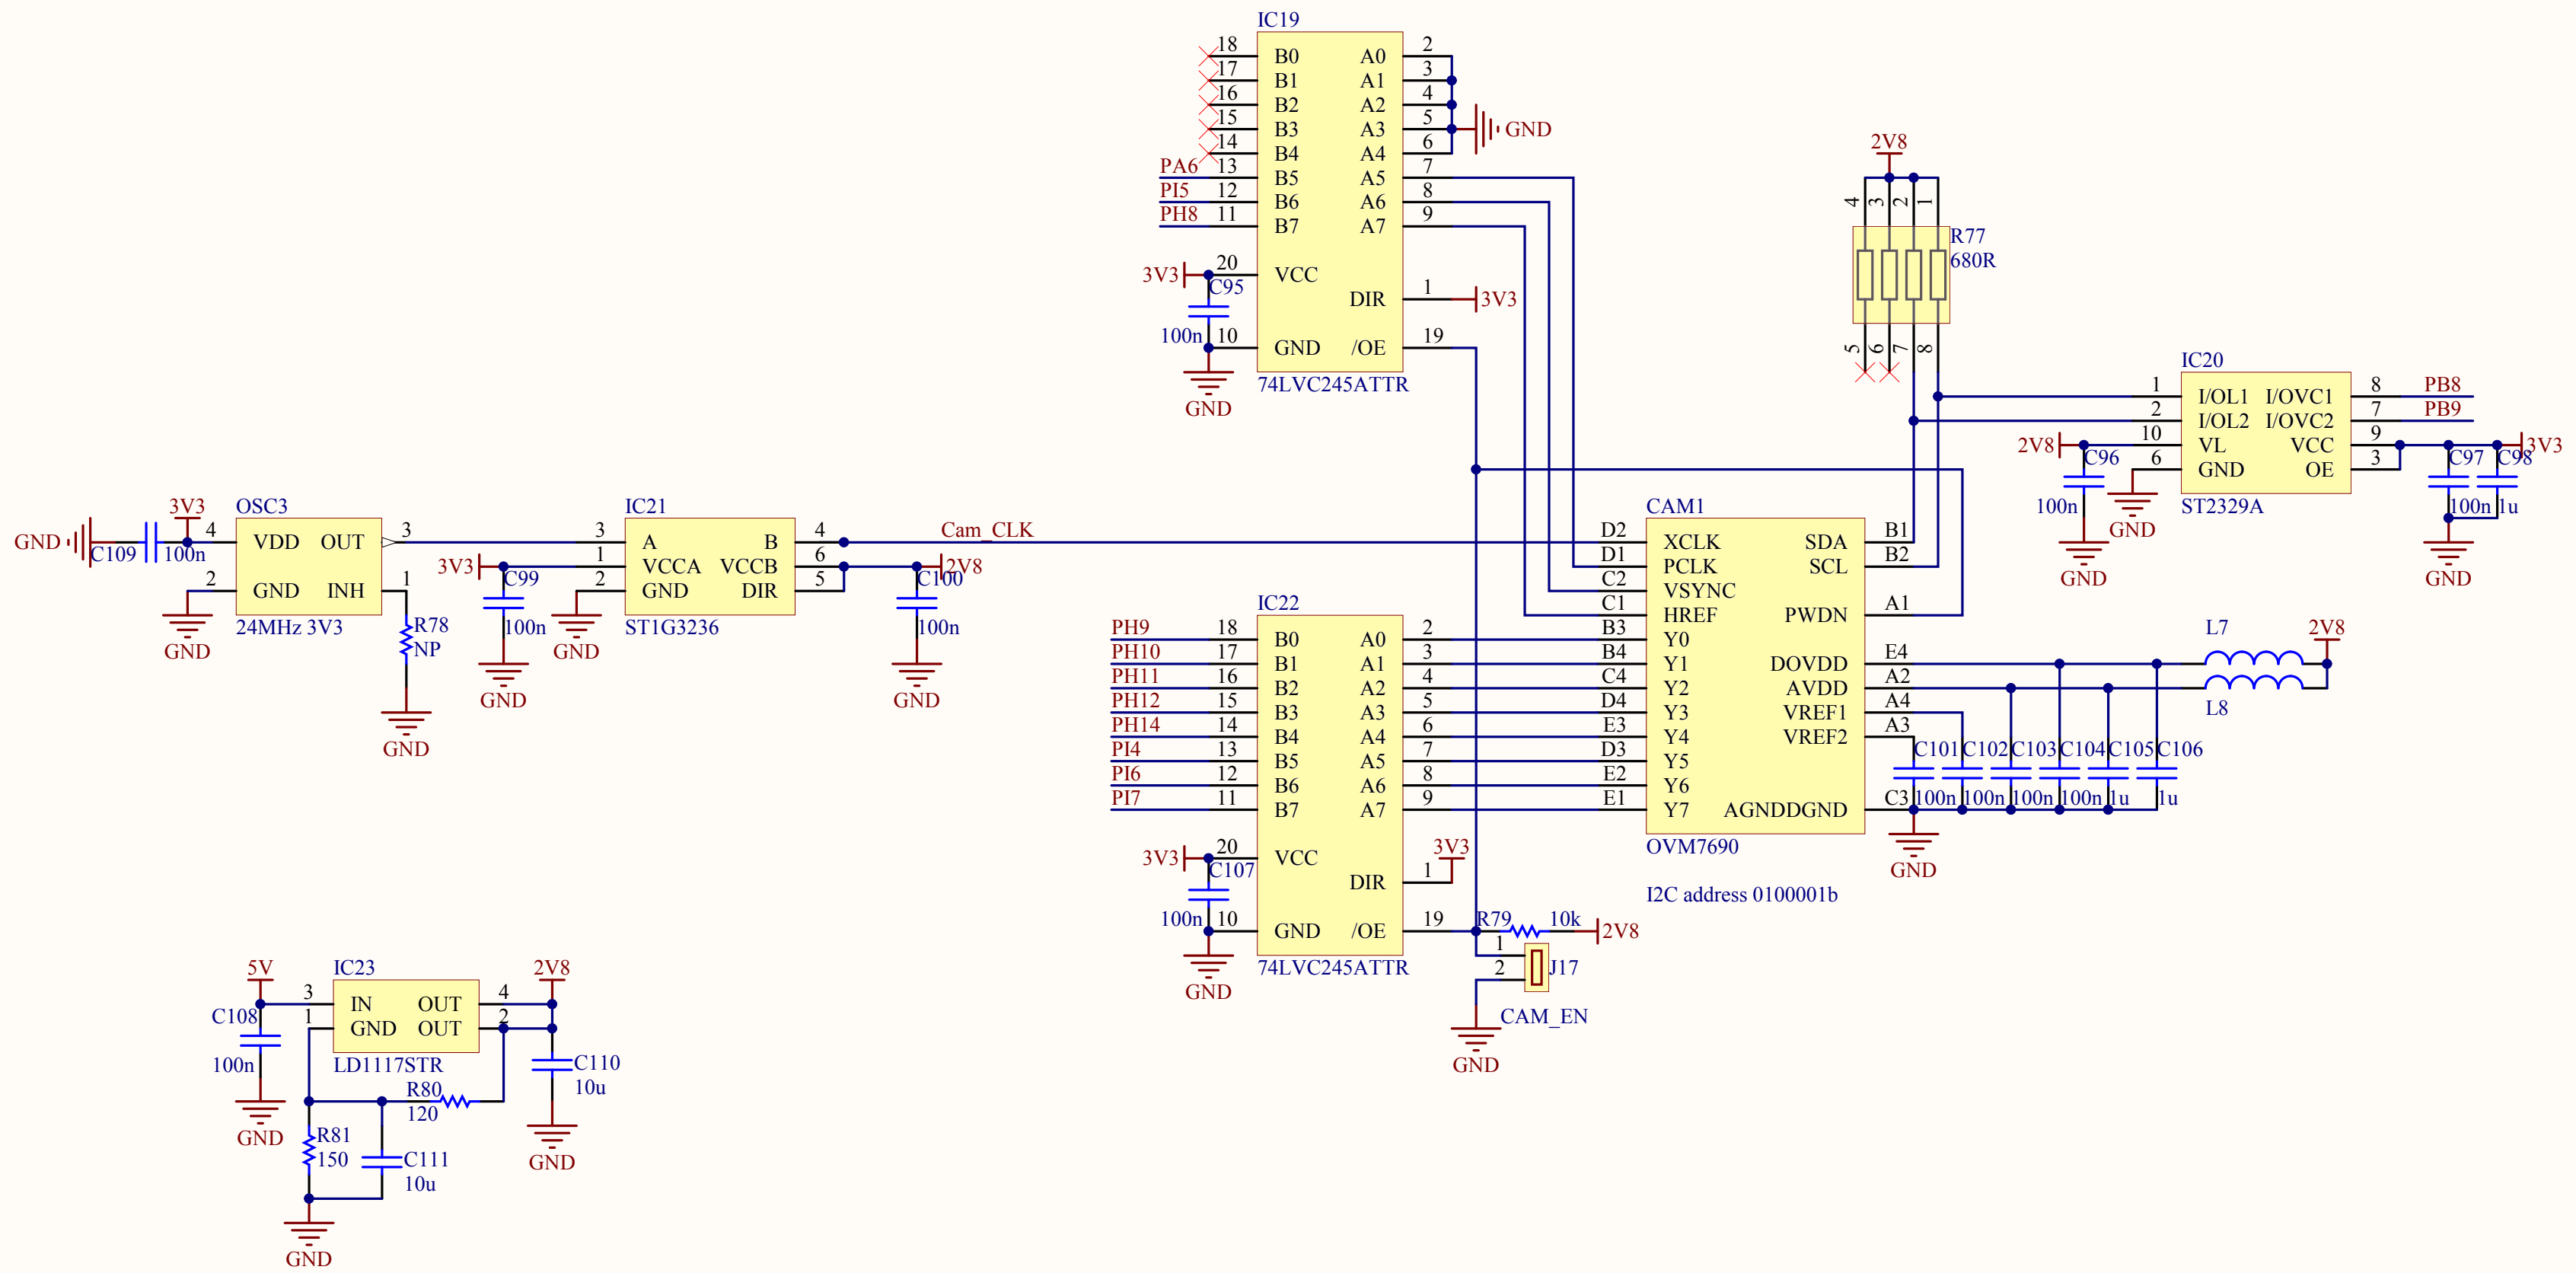 IC19
18 B0 A0 2
17 B1 A1 3
16 B2 A2 4
15 B3 A3 5 GND
14 B4 A4 6
PA6 13 B5 A5 7
PI5 12 B6 A6 8
PH8 11 B7 A7 9
3V3 20 VCC
C95
100n
DIR 1 3V3
10 GND /OE 19
74LVC245ATTR
GND
2V8
4 3 2 1
R77
680R
5 6 7 8
IC20
1 I/OL1 I/OVC1 8 PB8
2 I/OL2 I/OVC2 7 PB9
2V8 10 VL VCC 9 3V3
6 GND OE 3
ST2329A
C96
100n
GND
GND
C97 C98
100n 1u
GND
OSC3
3V3
GND C109 100n
4 VDD OUT 3
2 GND INH 1
24MHz 3V3
GND
R78
NP
GND
IC21
3 A B 4 Cam_CLK
3V3 1 VCCA VCCB 6 2V8
2 GND DIR 5
ST1G3236
C99
100n
GND
GND
C100
100n
GND
CAM1
D2 XCLK SDA B1
D1 PCLK SCL B2
C2 VSYNC
C1 HREF PWDN A1
B3 Y0
B4 Y1 DOVDD E4
C4 Y2 AVDD A2
D4 Y3 VREF1 A4
E3 Y4 VREF2 A3
D3 Y5
E2 Y6
E1 Y7 AGNDDGND C3
OVM7690
I2C address 0100001b
L7
2V8
L8
C101 C102 C103 C104 C105 C106
100n 100n 100n 100n 1u 1u
GND
IC22
PH9 18 B0 A0 2
PH10 17 B1 A1 3
PH11 16 B2 A2 4
PH12 15 B3 A3 5
PH14 14 B4 A4 6
PI4 13 B5 A5 7
PI6 12 B6 A6 8
PI7 11 B7 A7 9
3V3 20 VCC
C107
100n
3V3
DIR 1
10 GND /OE 19
74LVC245ATTR
GND
R79 10k 2V8
1
2 J17
CAM_EN
GND
5V
IC23
2V8
3 IN OUT 4
1 GND OUT 2
LD1117STR
C108
100n
GND
R80
120
C110
10u
GND
R81
150
C111
10u
GND